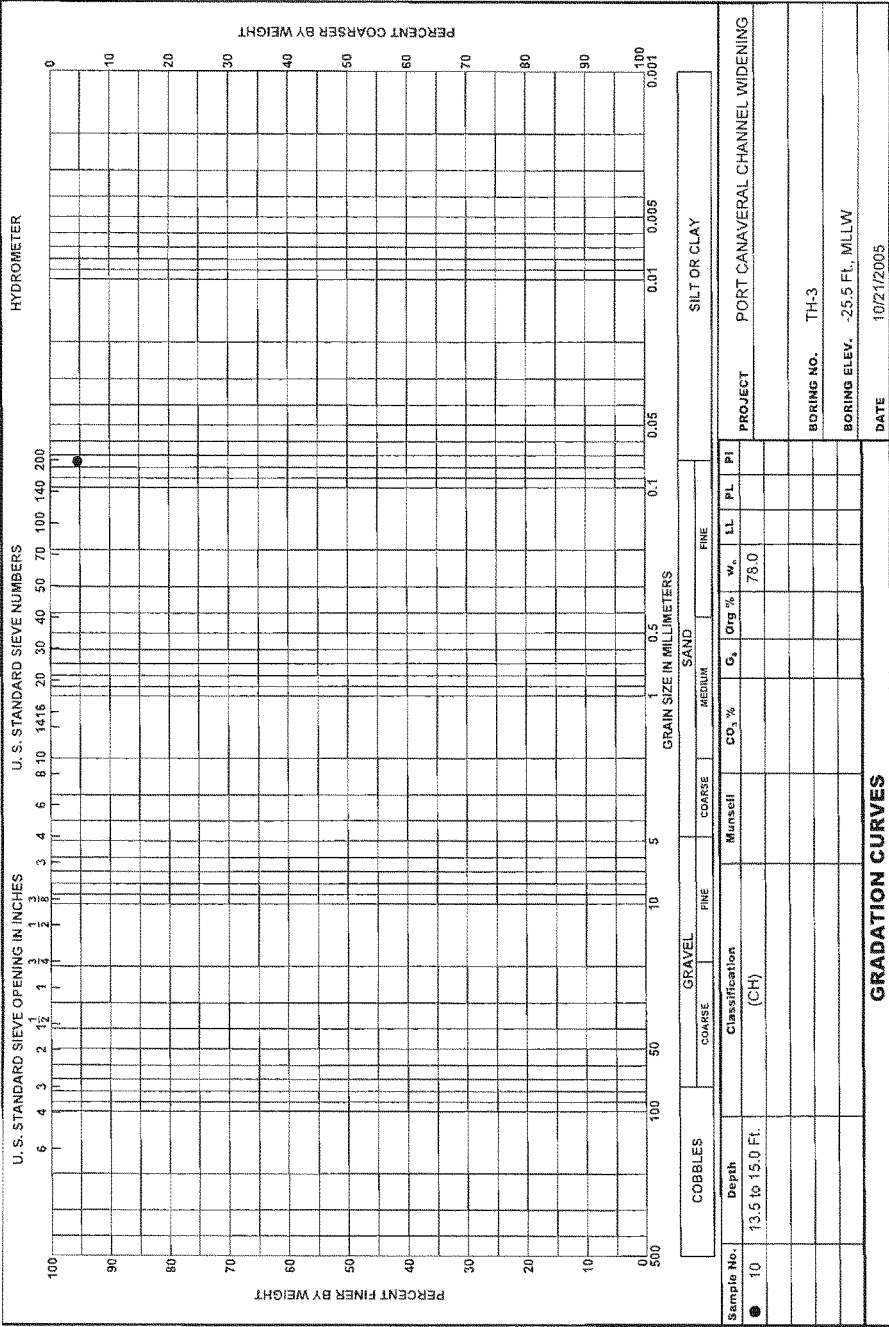 U. S. STANDARD SIEVE OPENING IN INCHES U. S. STANDARD SIEVE NUMBERS HYDROMETER
6 4 3 2 1 1/2 1 3/4 1/2 3/8 3 4 6 8 10 14 16 20 30 40 50 70 100 140 200
PERCENT FINER BY WEIGHT
100
90
80
70
60
50
40
30
20
10
0
PERCENT COARSER BY WEIGHT
0
10
20
30
40
50
60
70
80
90
100
500 100 50 10 5 1 0.5 0.1 0.05 0.01 0.005 0.001
GRAIN SIZE IN MILLIMETERS
COBBLES GRAVEL SAND SILT OR CLAY
COARSE FINE COARSE MEDIUM FINE
Sample No. Depth Classification Munsell CO₃ % Gₛ Org % Wₙ LL PL PI
10 13.5 to 15.0 Ft. (CH) 78.0
PROJECT PORT CANAVERAL CHANNEL WIDENING
BORING NO. TH-3
BORING ELEV. -25.5 Ft., MLLW
DATE 10/21/2005
GRADATION CURVES